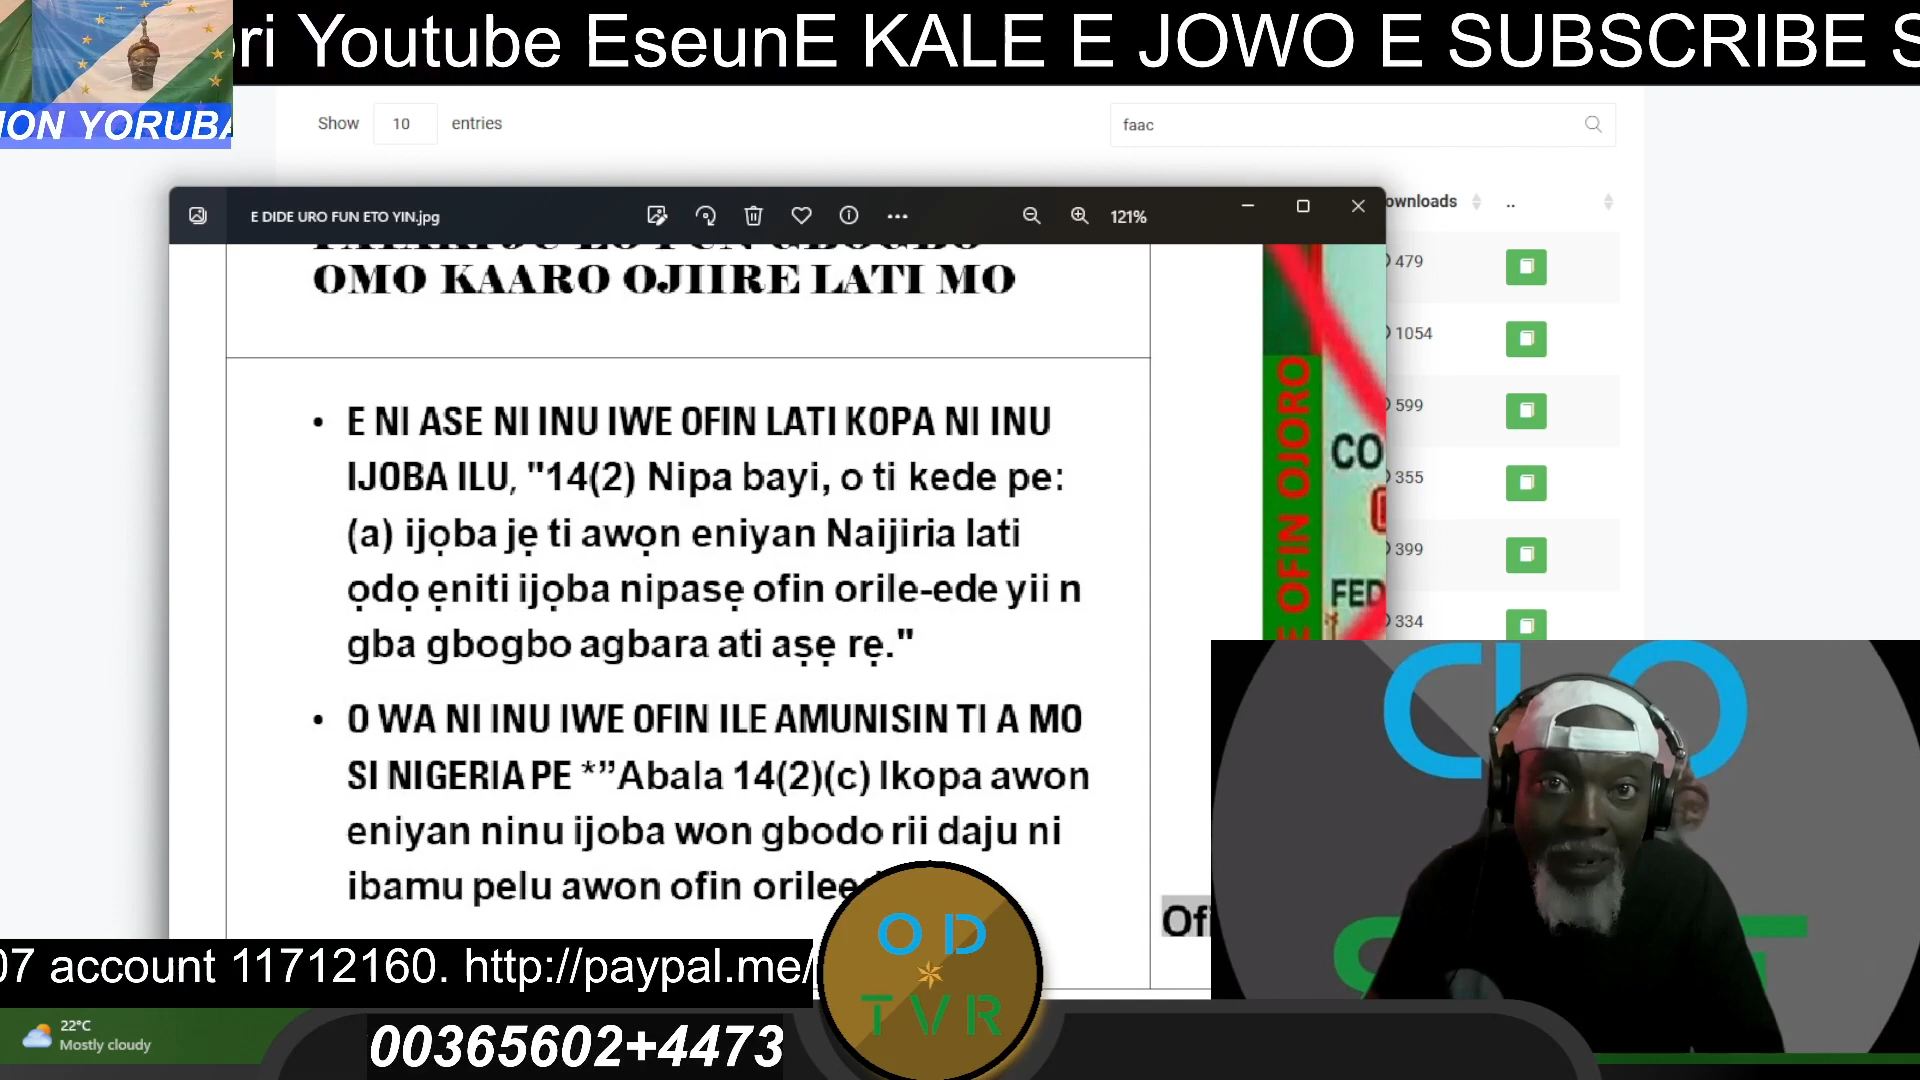 ori Youtube EseunE KALE E JOWO E SUBSCRIBE S
ION YORUBA
Show 10 entries
faac
E DIDE URO FUN ETO YIN.jpg
121%
ownloads
..
OMO KAARO OJIIRE LATI MO
• E NI ASE NI INU IWE OFIN LATI KOPA NI INU
IJOBA ILU, "14(2) Nipa bayi, o ti kede pe:
(a) ijọba jẹ ti awọn eniyan Naijiria lati
ọdọ ẹniti ijọba nipasẹ ofin orile-ede yii n
gba gbogbo agbara ati aṣẹ rẹ."
• O WA NI INU IWE OFIN ILE AMUNISIN TI A MO
SI NIGERIA PE *”Abala 14(2)(c) Ikopa awon
eniyan ninu ijoba won gbodo rii daju ni
ibamu pelu awon ofin orilee
E OFIN OJORO
CO
FED
Ofi
479
1054
599
355
399
334
07 account 11712160. http://paypal.me/
O D
TVR
22°C
Mostly cloudy
00365602+4473